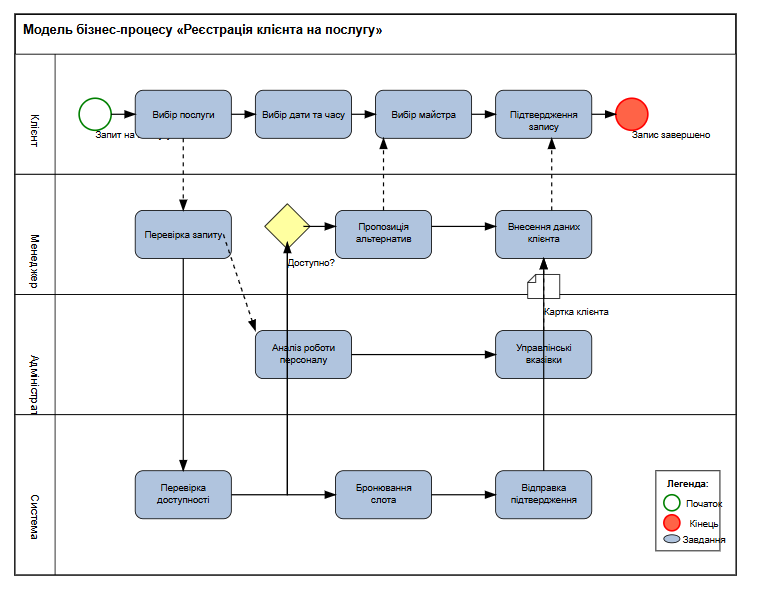 Модель бізнес-процесу «Реєстрація клієнта на послугу»
Клієнт
Вибір послуги
Вибір дати та часу
Вибір майстра
Підтвердження
запису
Запит на
Запис завершено
Менеджер
Перевірка запиту
Доступно?
Пропозиція
альтернатив
Внесення даних
клієнта
Картка клієнта
Адміністрат
Аналіз роботи
персоналу
Управлінські
вказівки
Система
Перевірка
доступності
Бронювання
слота
Відправка
підтвердження
Легенда:
Початок
Кінець
Завдання